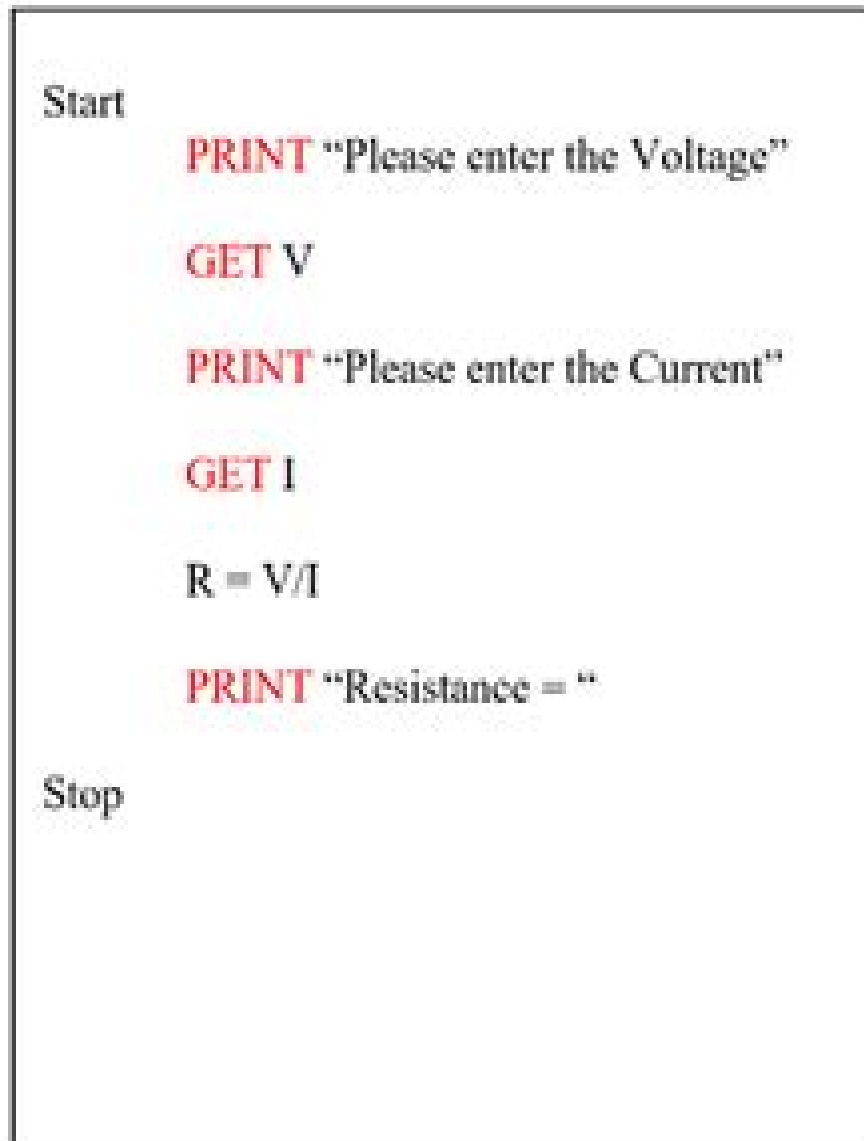 Start
PRINT “Please enter the Voltage”
GET V
PRINT “Please enter the Current”
GET I
R = V/I
PRINT “Resistance = “
Stop